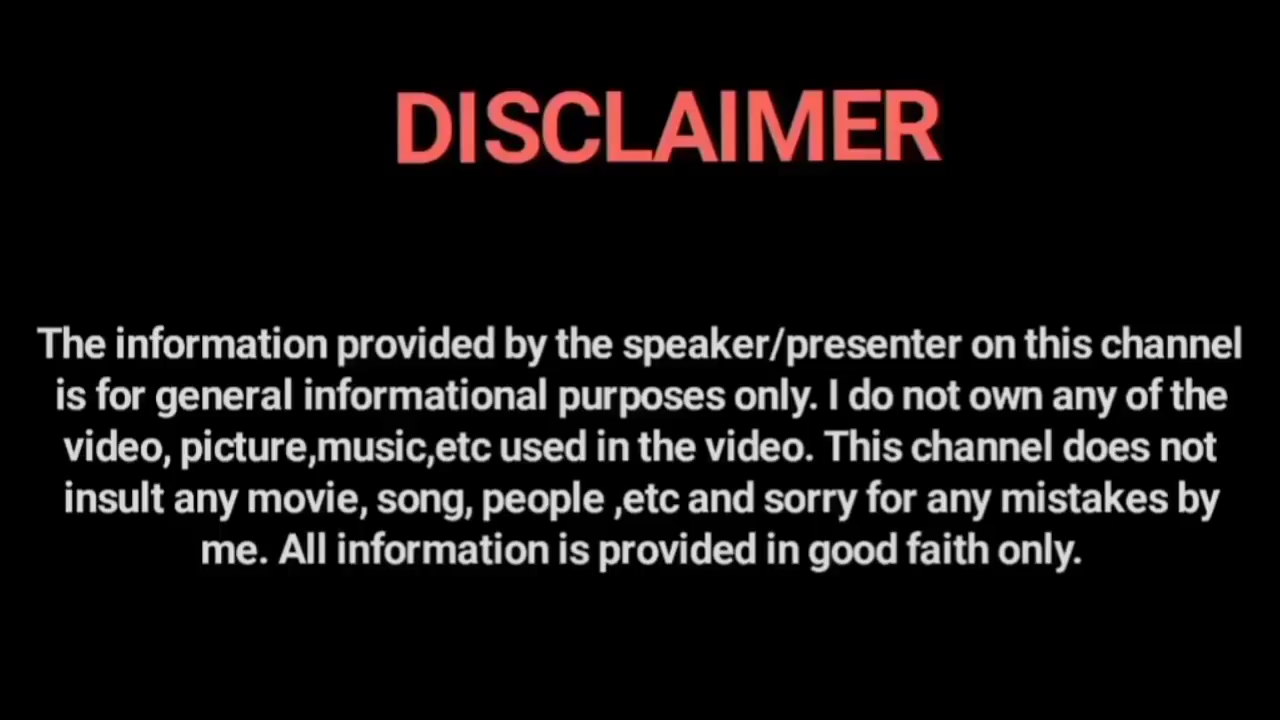 DISCLAIMER
The information provided by the speaker/presenter on this channel
is for general informational purposes only. I do not own any of the
video, picture,music,etc used in the video. This channel does not
insult any movie, song, people ,etc and sorry for any mistakes by
me. All information is provided in good faith only.